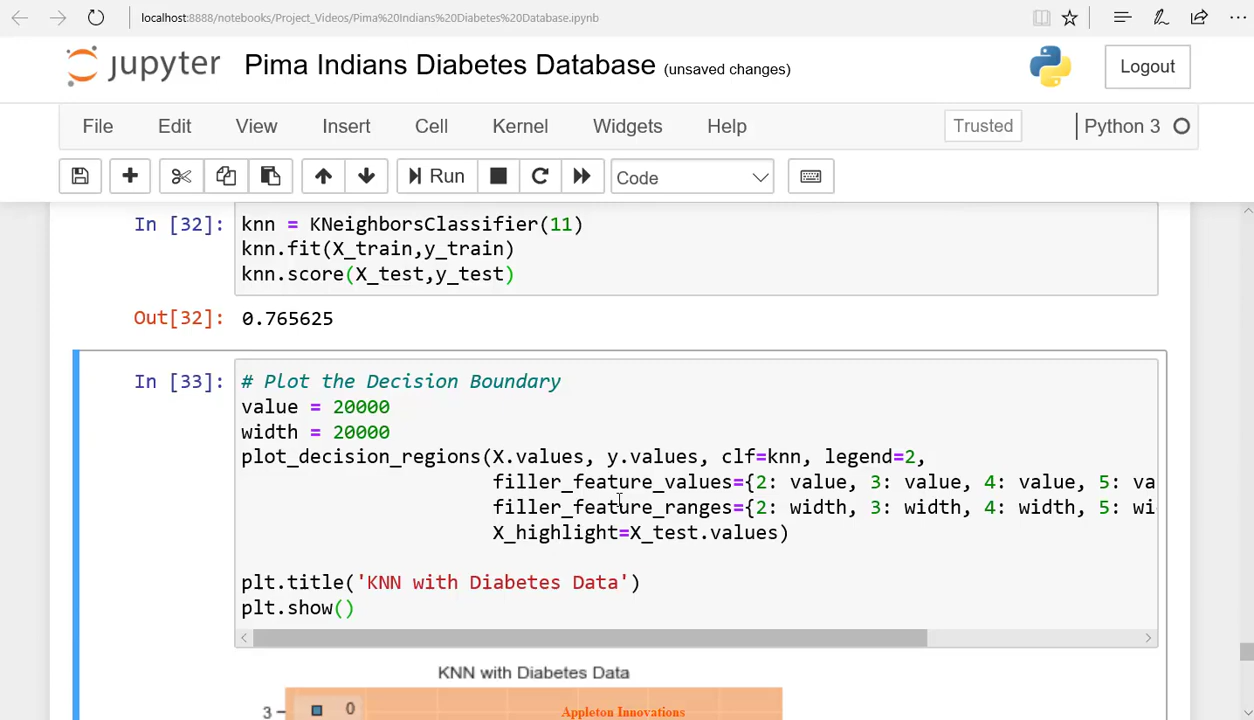 localhost:8888/notebooks/Project_Videos/Pima%20Indians%20Diabetes%20Database.ipynb
jupyter Pima Indians Diabetes Database (unsaved changes) Logout
File Edit View Insert Cell Kernel Widgets Help Trusted Python 3
Run Code
In [32]: knn = KNeighborsClassifier(11)
knn.fit(X_train,y_train)
knn.score(X_test,y_test)
Out[32]: 0.765625
In [33]: # Plot the Decision Boundary
value = 20000
width = 20000
plot_decision_regions(X.values, y.values, clf=knn, legend=2,
filler_feature_values={2: value, 3: value, 4: value, 5: va
filler_feature_ranges={2: width, 3: width, 4: width, 5: wi
X_highlight=X_test.values)
plt.title('KNN with Diabetes Data')
plt.show()
KNN with Diabetes Data
3 0 Appleton Innovations